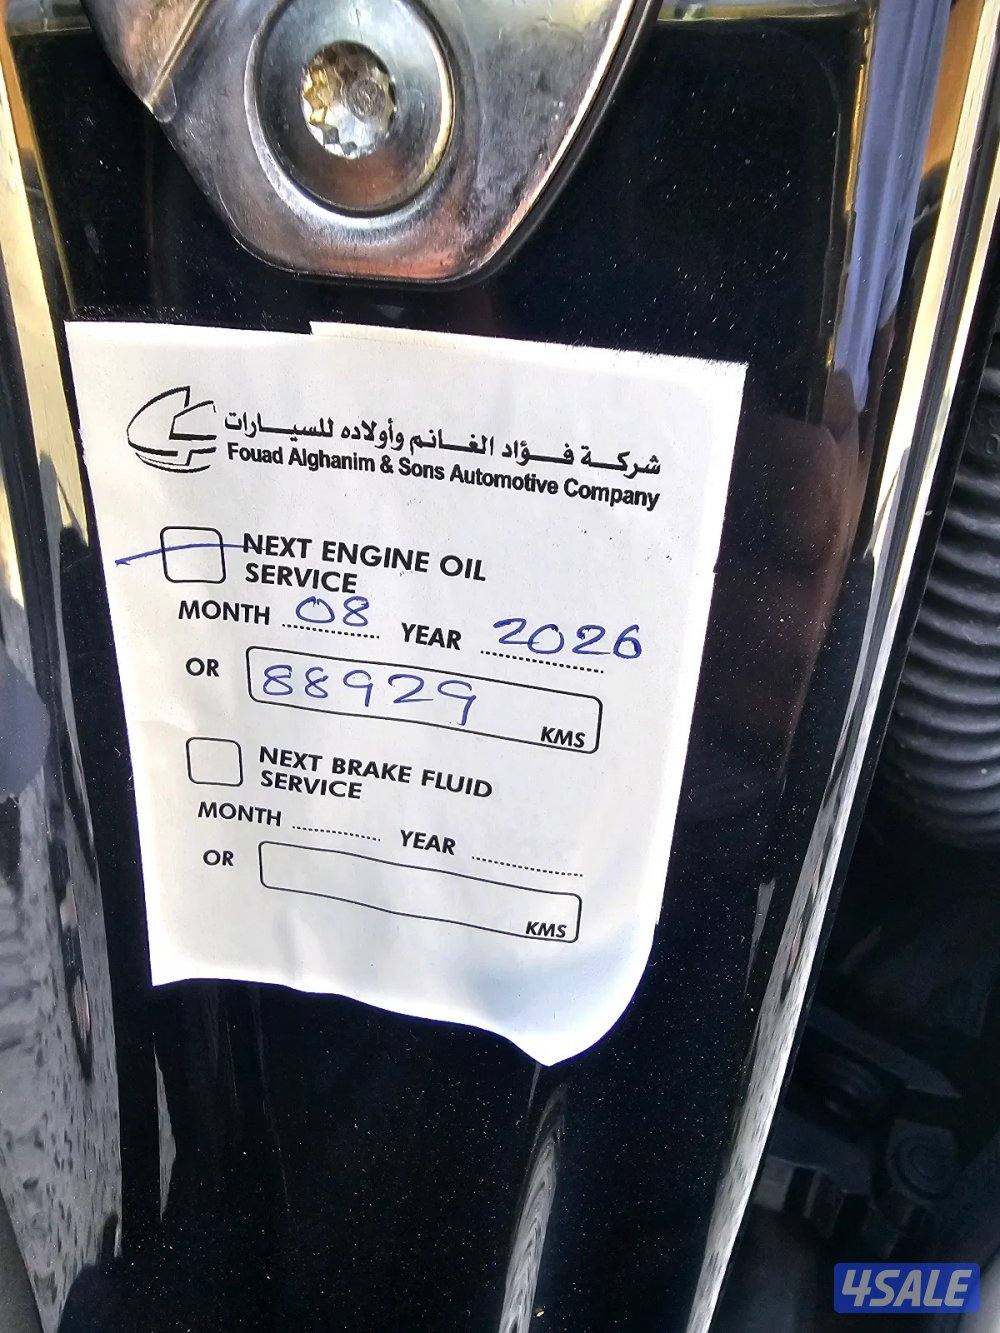 شركة فؤاد الغانم وأولاده للسيارات
Fouad Alghanim & Sons Automotive Company
NEXT ENGINE OIL
SERVICE
MONTH 08 YEAR 2026
OR 88929 KMS
NEXT BRAKE FLUID
SERVICE
MONTH YEAR
OR KMS
4SALE